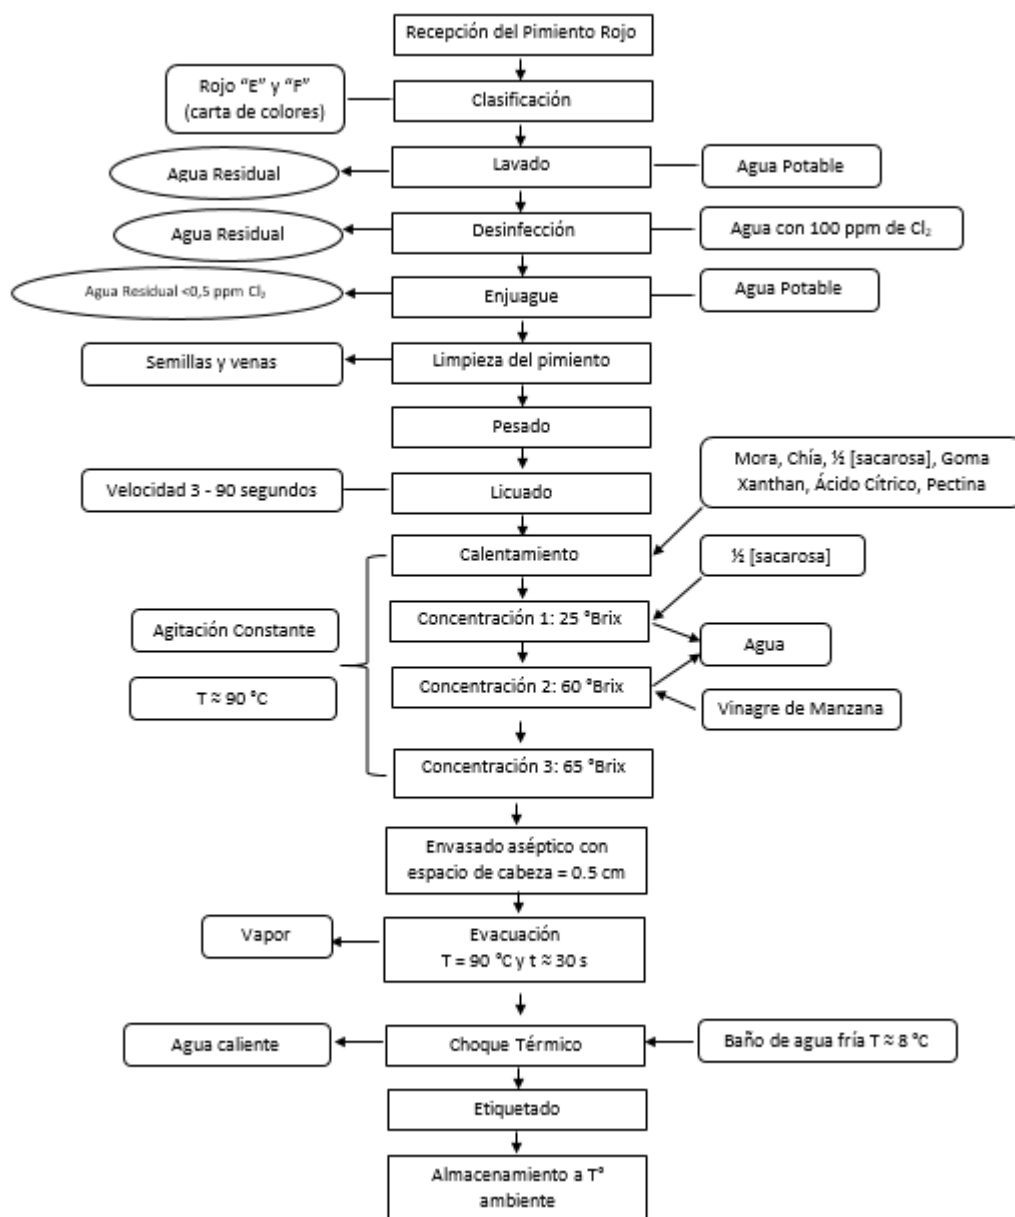 Recepción del Pimiento Rojo
Rojo “E” y “F”
(carta de colores)
Clasificación
Agua Residual
Lavado
Agua Potable
Agua Residual
Desinfección
Agua con 100 ppm de Cl₂
Agua Residual <0,5 ppm Cl₂
Enjuague
Agua Potable
Semillas y venas
Limpieza del pimiento
Pesado
Mora, Chía, ½ [sacarosa], Goma
Xanthan, Ácido Cítrico, Pectina
Velocidad 3 - 90 segundos
Licuado
Calentamiento
½ [sacarosa]
Agitación Constante
Concentración 1: 25 °Brix
Agua
T ≈ 90 °C
Concentración 2: 60 °Brix
Vinagre de Manzana
Concentración 3: 65 °Brix
Envasado aséptico con
espacio de cabeza = 0.5 cm
Vapor
Evacuación
T = 90 °C y t ≈ 30 s
Agua caliente
Choque Térmico
Baño de agua fría T ≈ 8 °C
Etiquetado
Almacenamiento a T°
ambiente